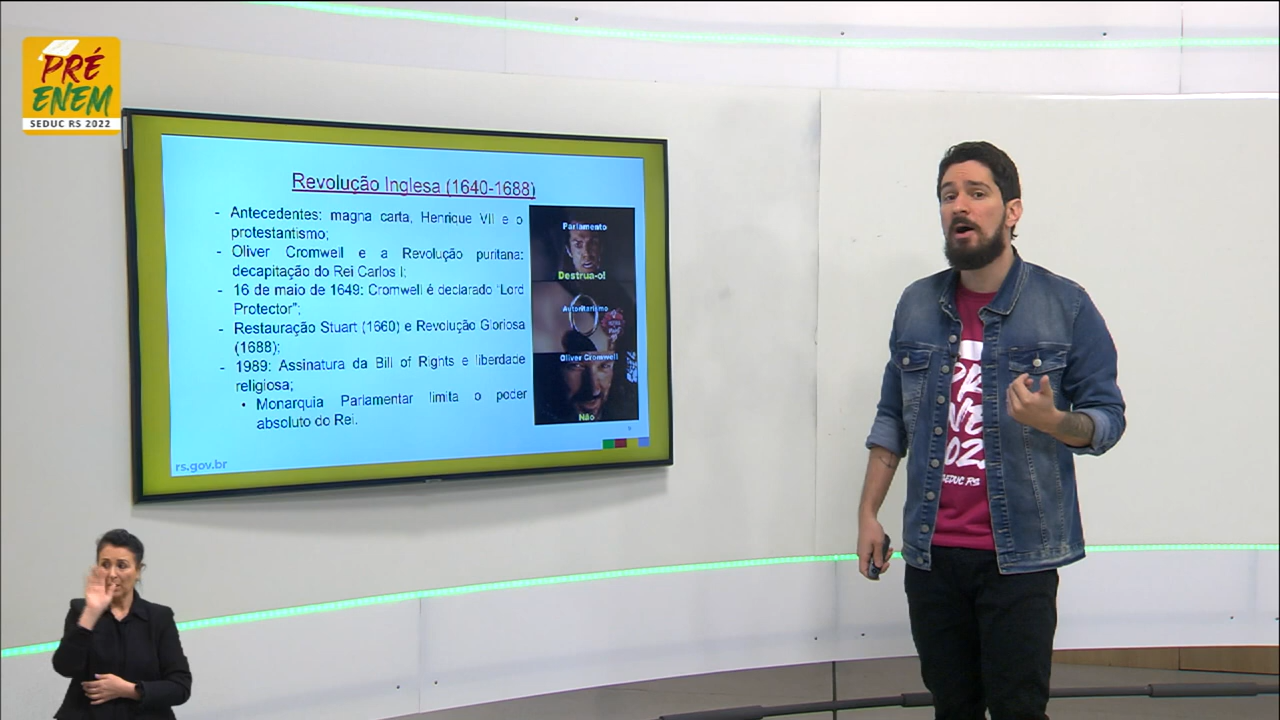 PRÉ
ENEM
SEDUC RS 2022
Revolução Inglesa (1640-1688)
- Antecedentes: magna carta, Henrique VII e o
protestantismo;
- Oliver Cromwell e a Revolução puritana:
decapitação do Rei Carlos I;
- 16 de maio de 1649: Cromwell é declarado "Lord
Protector";
- Restauração Stuart (1660) e Revolução Gloriosa
(1688);
- 1989: Assinatura da Bill of Rights e liberdade
religiosa;
• Monarquia Parlamentar limita o poder
absoluto do Rei.
Parlamento
Destrua-o!
Autoritarismo
Oliver Cromwell
Não
rs.gov.br
SEDUC RS